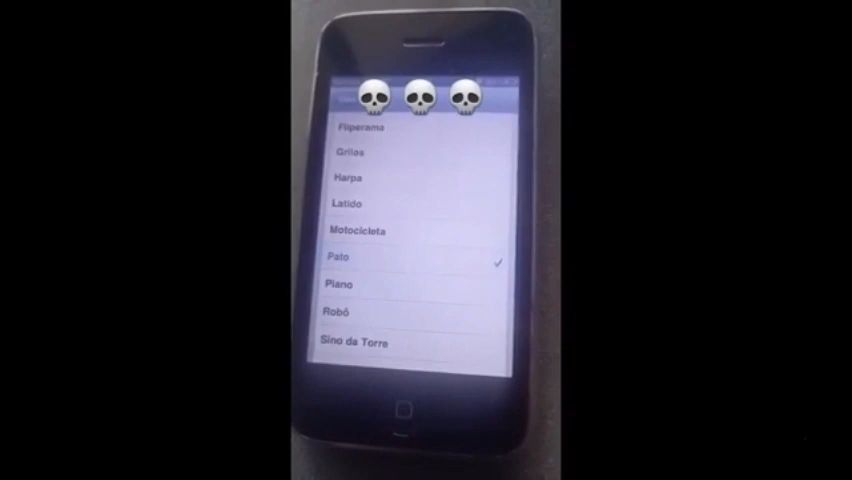 Fliperama
Grilos
Harpa
Latido
Motocicleta
Pato
Piano
Robô
Sino da Torre